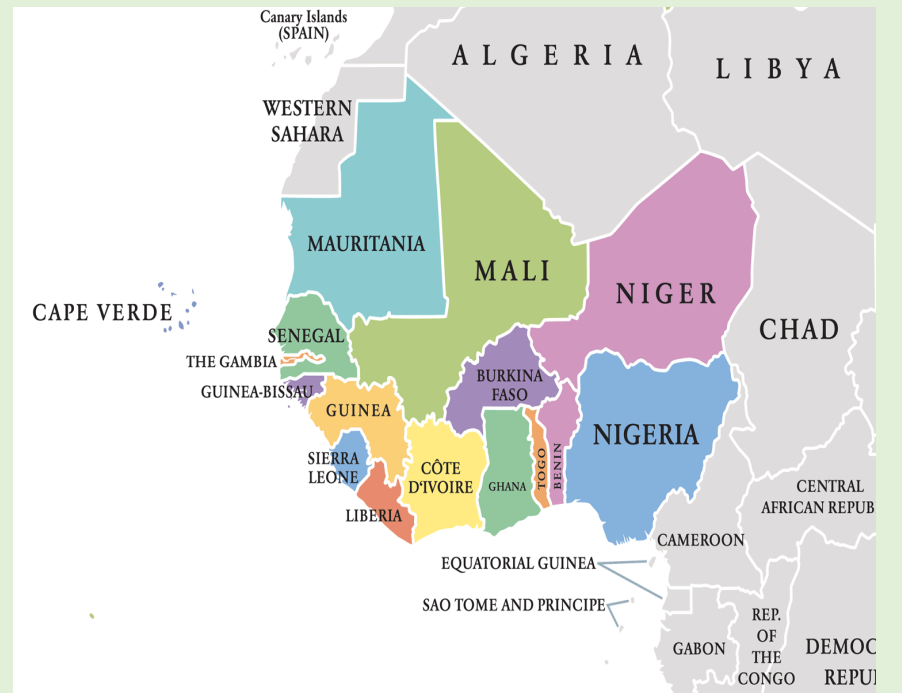 Canary Islands
(SPAIN)
ALGERIA
LIBYA
WESTERN
SAHARA
MAURITANIA
MALI
NIGER
CAPE VERDE
CHAD
SENEGAL
THE GAMBIA
GUINEA-BISSAU
BURKINA
FASO
GUINEA
NIGERIA
SIERRA
LEONE
CÔTE
D'IVOIRE
GHANA
TOGO
BENIN
LIBERIA
CENTRAL
AFRICAN REPUB
CAMEROON
EQUATORIAL GUINEA
SAO TOME AND PRINCIPE
GABON
REP.
OF
THE
CONGO
DEMOC
REPU